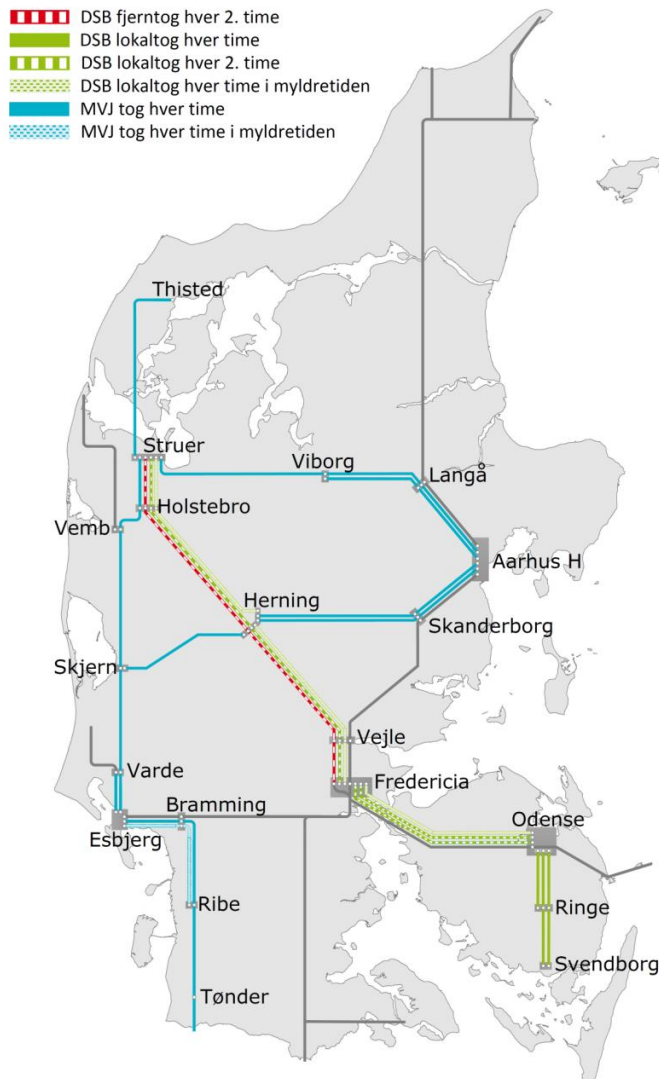 DSB fjerntog hver 2. time
DSB lokaltog hver time
DSB lokaltog hver 2. time
DSB lokaltog hver time i myldretiden
MVJ tog hver time
MVJ tog hver time i myldretiden
Thisted
Struer
Viborg
Langå
Holstebro
Vemb
Aarhus H
Herning
Skanderborg
Skjern
Vejle
Varde
Fredericia
Bramming
Odense
Esbjerg
Ribe
Ringe
Svendborg
Tønder